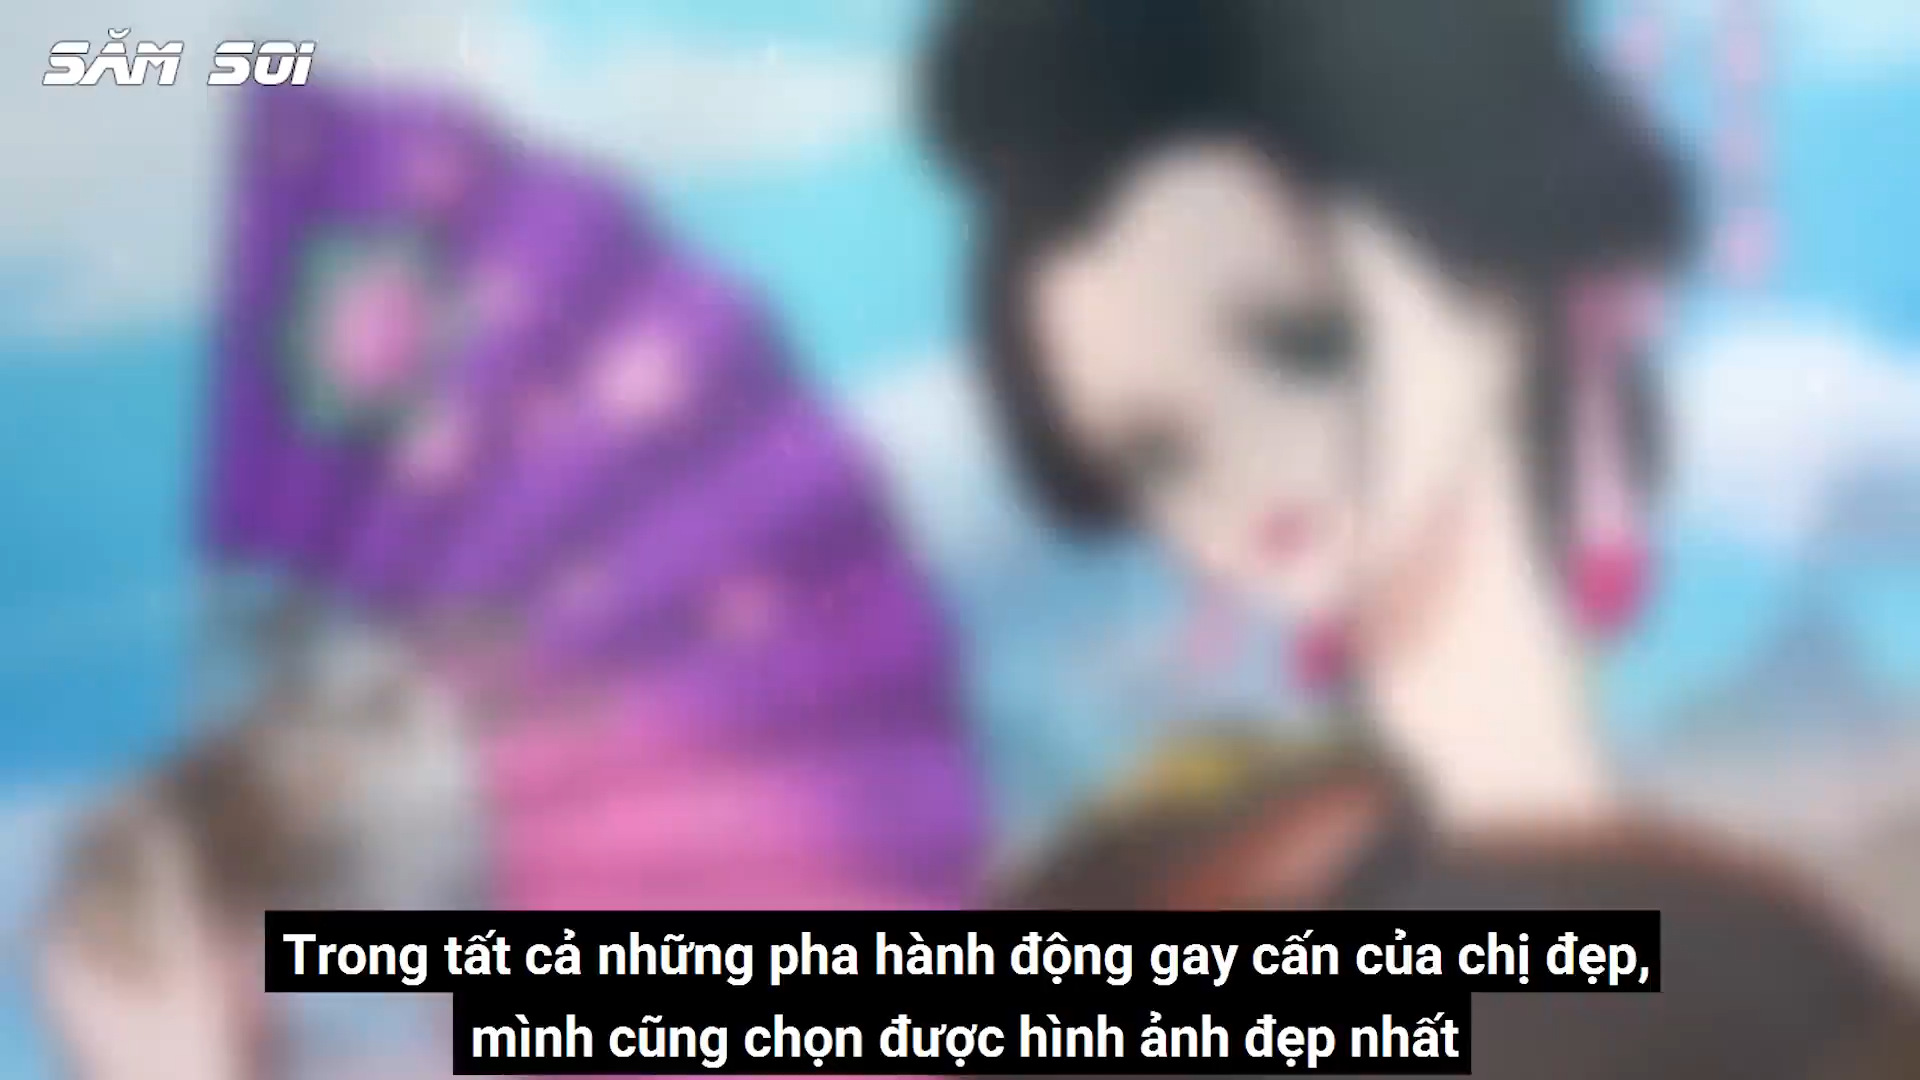 SĂM SOI
Trong tất cả những pha hành động gay cấn của chị đẹp,
mình cũng chọn được hình ảnh đẹp nhất